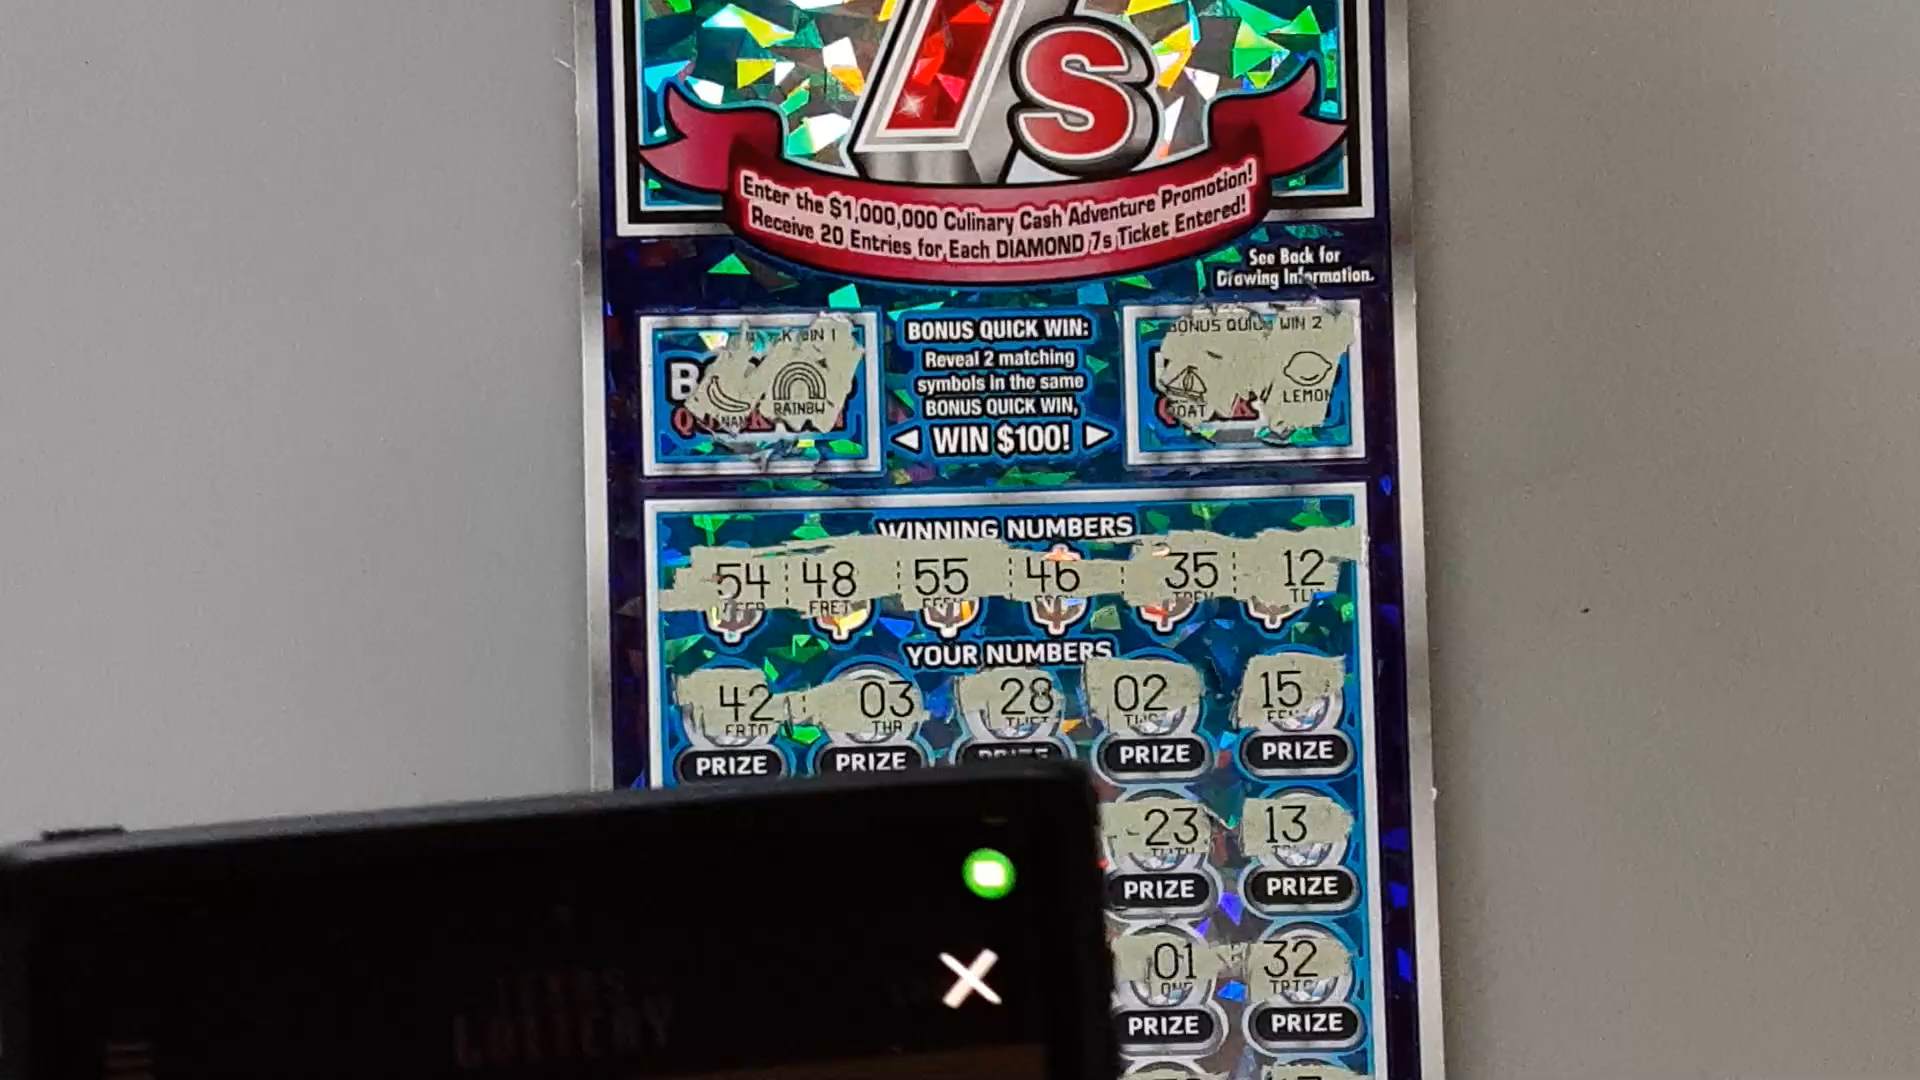 7s
Enter the $1,000,000 Culinary Cash Adventure Promotion!
Receive 20 Entries for Each DIAMOND 7s Ticket Entered!
See Back for
Drawing Information.
BONUS QUICK WIN:
Reveal 2 matching
symbols in the same
BONUS QUICK WIN,
WIN $100!
RAINBW
BONUS QUICK WIN 2
LEMON
WINNING NUMBERS
54 48 55 46 35 12
FRET
YOUR NUMBERS
42 03 28 02 15
THR
PRIZE PRIZE PRIZE PRIZE
23 13
PRIZE PRIZE
01 32
PRIZE PRIZE
LOTTERY